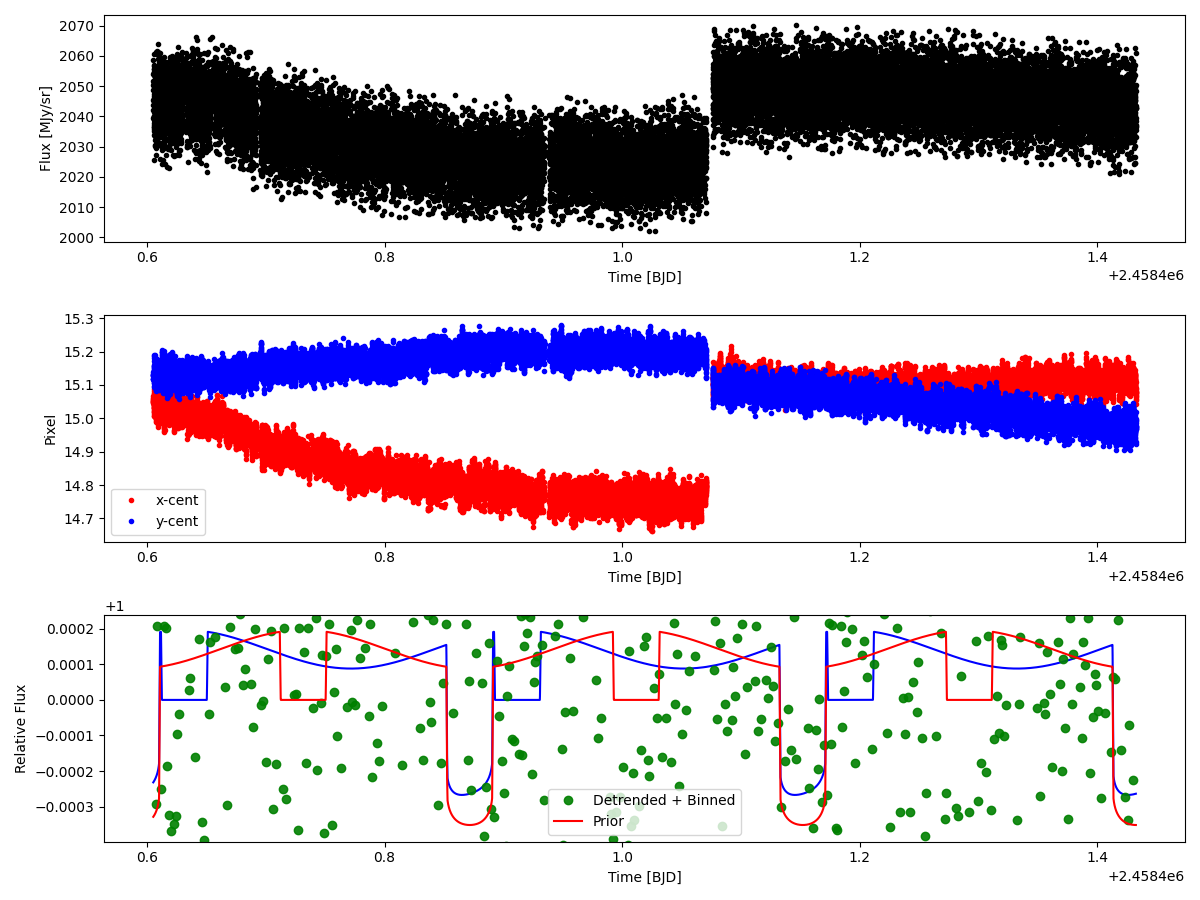 2070
2060
2050
2040
2030
2020
2010
2000
Flux [MJy/sr]
0.6 0.8 1.0 1.2 1.4
Time [BJD]
+2.4584e6
15.3
15.2
15.1
15.0
14.9
14.8
14.7
Pixel
x-cent
y-cent
0.6 0.8 1.0 1.2 1.4
Time [BJD]
+2.4584e6
+1
0.0002
0.0001
0.0000
−0.0001
−0.0002
−0.0003
Relative Flux
Detrended + Binned
Prior
0.6 0.8 1.0 1.2 1.4
Time [BJD]
+2.4584e6